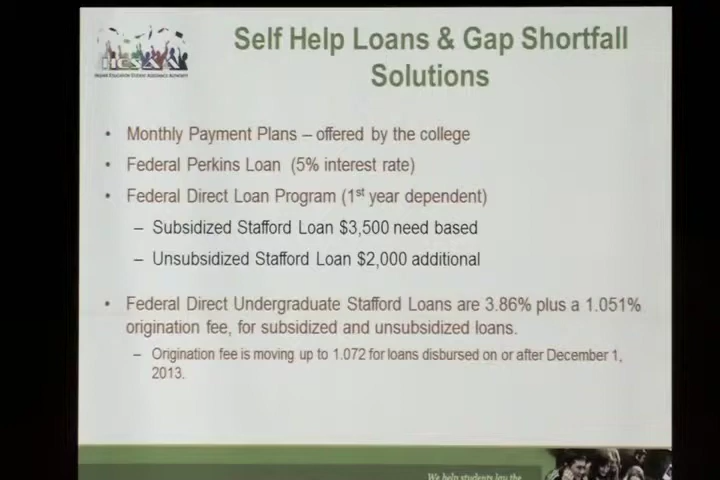 Self Help Loans & Gap Shortfall
Solutions
• Monthly Payment Plans – offered by the college
• Federal Perkins Loan (5% interest rate)
• Federal Direct Loan Program (1st year dependent)
– Subsidized Stafford Loan $3,500 need based
– Unsubsidized Stafford Loan $2,000 additional
• Federal Direct Undergraduate Stafford Loans are 3.86% plus a 1.051%
origination fee, for subsidized and unsubsidized loans.
– Origination fee is moving up to 1.072 for loans disbursed on or after December 1,
2013.
We help students lay the